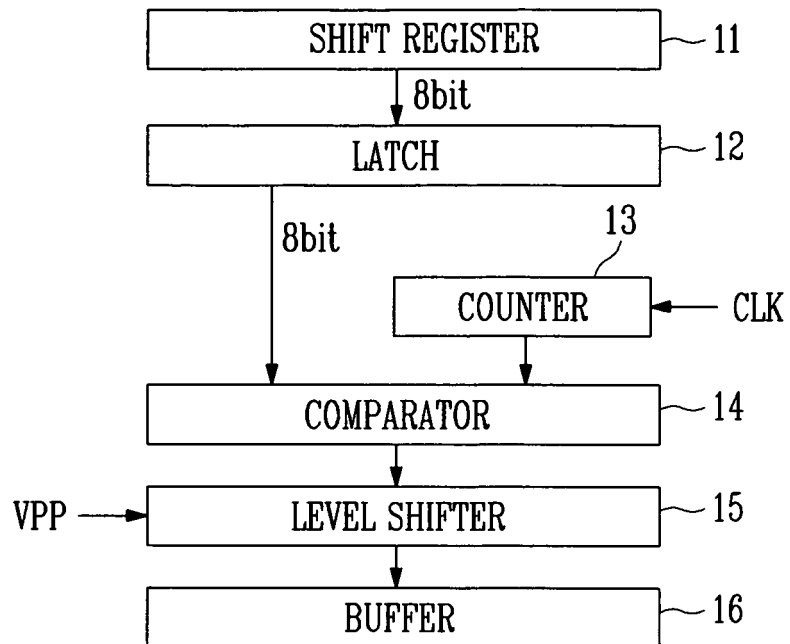 SHIFT REGISTER
11
8bit
LATCH
12
8bit
13
COUNTER
CLK
COMPARATOR
14
VPP
LEVEL SHIFTER
15
BUFFER
16